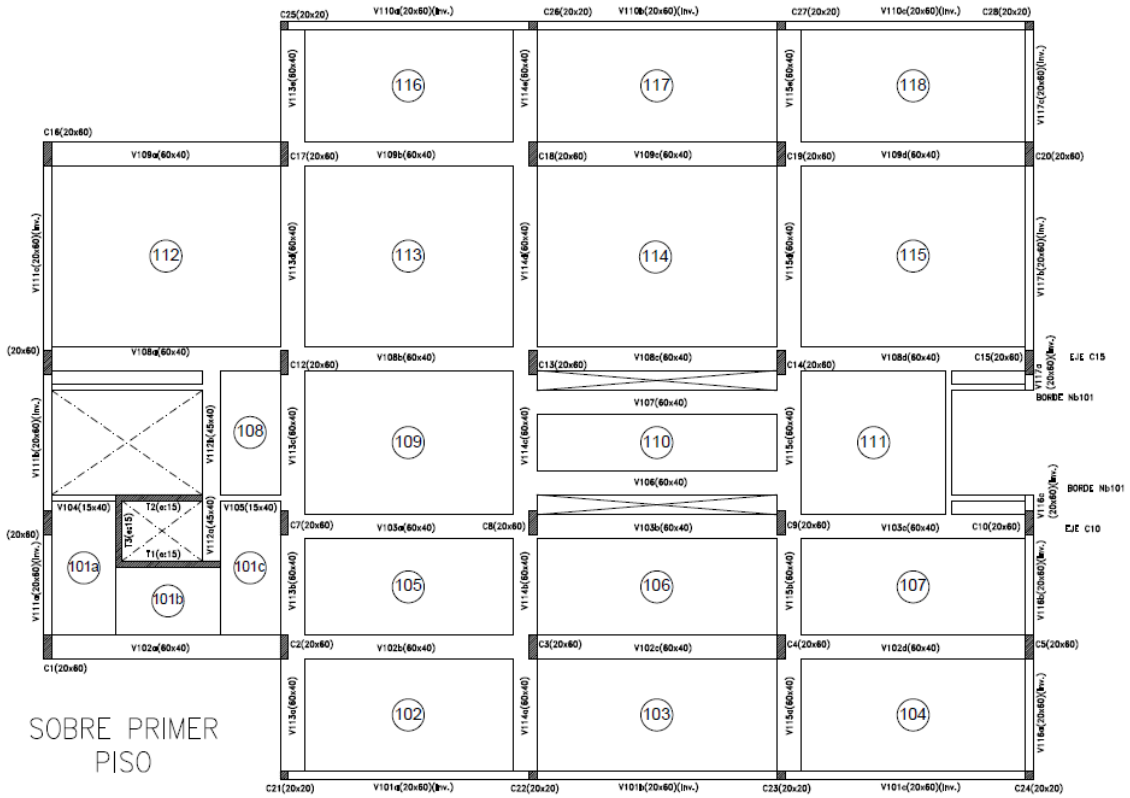 C25(20x20)
V110a(20x60)(Inv.)
C26(20x20)
V110b(20x60)(Inv.)
C27(20x20)
V110c(20x60)(Inv.)
C28(20x20)
V113e(60x40)
116
V114e(60x40)
117
V115e(60x40)
118
V117c(20x60)(Inv.)
C16(20x60)
V109a(60x40)
C17(20x60)
V109b(60x40)
C18(20x60)
V109c(60x40)
C19(20x60)
V109d(60x40)
C20(20x60)
V111c(20x60)(Inv.)
112
V113d(60x40)
113
V114d(60x40)
114
V115d(60x40)
115
V117b(20x60)(Inv.)
(20x60)
V108a(60x40)
C12(20x60)
V108b(60x40)
C13(20x60)
V108c(60x40)
C14(20x60)
V108d(60x40)
C15(20x60)
V117a
(20x60)(Inv.)
EJE C15
BORDE Nb101
V107(60x40)
V111b(20x60)(Inv.)
V112b(45x40)
108
V113c(60x40)
109
V114c(60x40)
110
V115c(60x40)
111
V106(60x40)
V116c
(20x60)(Inv.)
BORDE Nb101
V104(15x40)
T2(e:15)
V105(15x40)
(20x60)
T3(e:15)
V112c(45x40)
C7(20x60)
V103a(60x40)
C8(20x60)
V103b(60x40)
C9(20x60)
V103c(60x40)
C10(20x60)
EJE C10
T1(e:15)
V111a(20x60)(Inv.)
101a
101b
101c
V113b(60x40)
105
V114b(60x40)
106
V115b(60x40)
107
V116b(20x60)(Inv.)
C1(20x60)
V102a(60x40)
C2(20x60)
V102b(60x40)
C3(20x60)
V102c(60x40)
C4(20x60)
V102d(60x40)
C5(20x60)
V113a(60x40)
102
V114a(60x40)
103
V115a(60x40)
104
V116a(20x60)(Inv.)
SOBRE PRIMER
PISO
C21(20x20)
V101a(20x60)(Inv.)
C22(20x20)
V101b(20x60)(Inv.)
C23(20x20)
V101c(20x60)(Inv.)
C24(20x20)